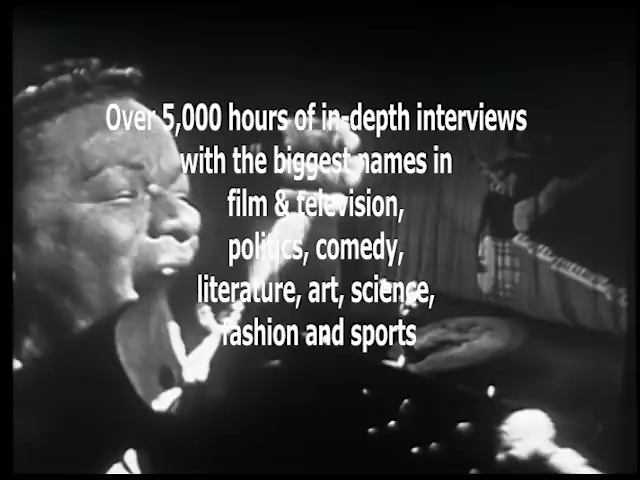 Over 5,000 hours of in-depth interviews
with the biggest names in
film & television,
politics, comedy,
literature, art, science,
fashion and sports